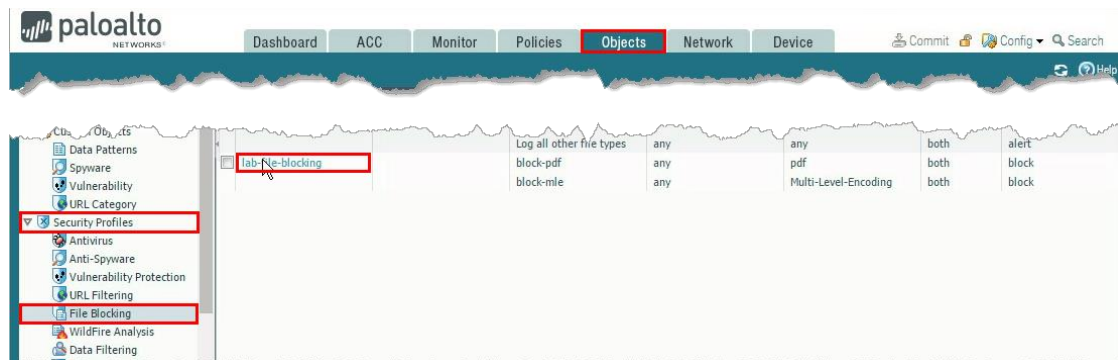 paloalto
NETWORKS
Dashboard ACC Monitor Policies Objects Network Device Commit Config Search
Help
Data Patterns
Spyware
Vulnerability
URL Category
Security Profiles
Antivirus
Anti-Spyware
Vulnerability Protection
URL Filtering
File Blocking
WildFire Analysis
Data Filtering
Log all other file types any any both alert
lab-file-blocking block-pdf any pdf both block
block-mle any Multi-Level-Encoding both block